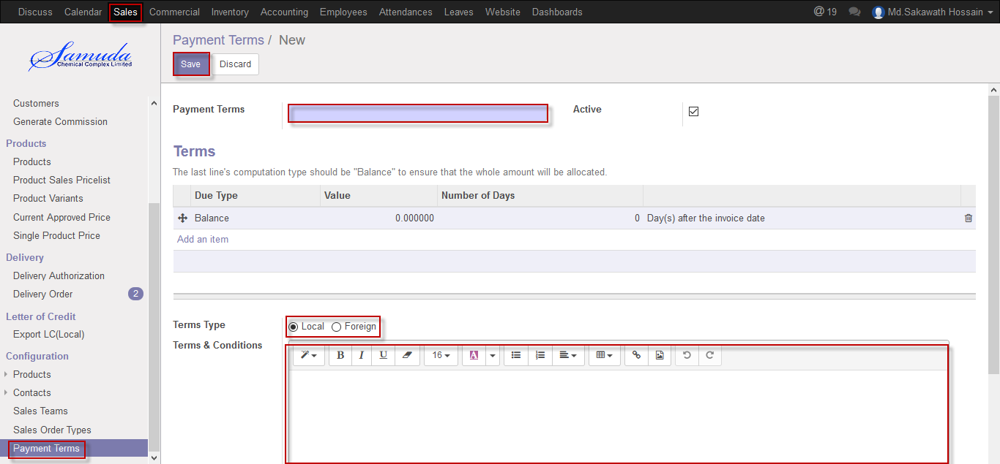 Discuss Calendar Sales Commercial Inventory Accounting Employees Attendances Leaves Website Dashboards @ 19 Md.Sakawath Hossain
Samuda
Chemical Complex Limited
Payment Terms / New
Save Discard
Customers
Generate Commission
Products
Products
Product Sales Pricelist
Product Variants
Current Approved Price
Single Product Price
Delivery
Delivery Authorization
Delivery Order 2
Letter of Credit
Export LC(Local)
Configuration
Products
Contacts
Sales Teams
Sales Order Types
Payment Terms
Payment Terms Active
Terms
The last line's computation type should be "Balance" to ensure that the whole amount will be allocated.
Due Type Value Number of Days
Balance 0.000000 0 Day(s) after the invoice date
Add an item
Terms Type Local Foreign
Terms & Conditions
B I U 16 A